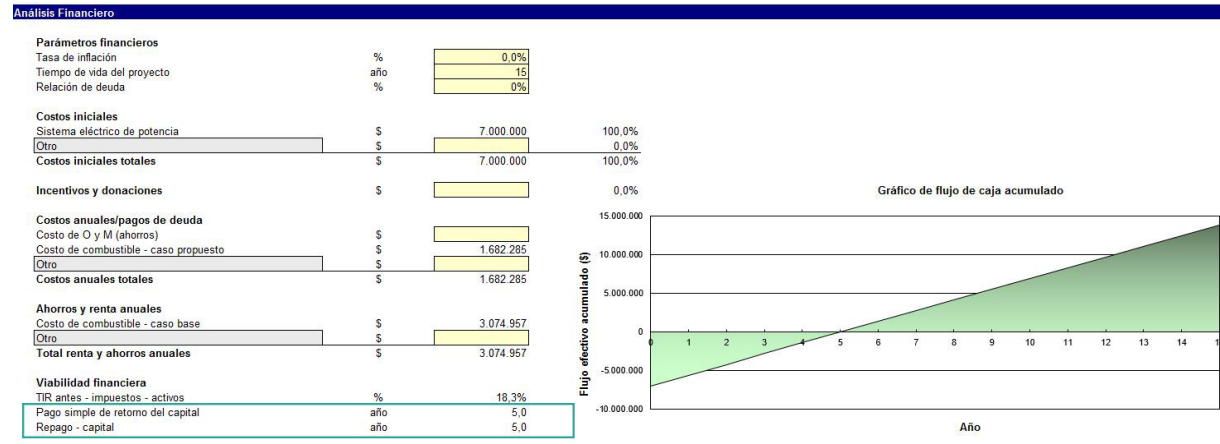 Análisis Financiero
Parámetros financieros
Tasa de inflación % 0,0%
Tiempo de vida del proyecto año 15
Relación de deuda % 0%
Costos iniciales
Sistema eléctrico de potencia $ 7.000.000 100,0%
Otro $ 0,0%
Costos iniciales totales $ 7.000.000 100,0%
Incentivos y donaciones $ 0,0%
Costos anuales/pagos de deuda
Costo de O y M (ahorros) $
Costo de combustible - caso propuesto $ 1.682.285
Otro $
Costos anuales totales $ 1.682.285
Ahorros y renta anuales
Costo de combustible - caso base $ 3.074.957
Otro $
Total renta y ahorros anuales $ 3.074.957
Viabilidad financiera
TIR antes - impuestos - activos % 18,3%
Pago simple de retorno del capital año 5,0
Repago - capital año 5,0
Gráfico de flujo de caja acumulado
Flujo efectivo acumulado ($)
15.000.000
10.000.000
5.000.000
0
-5.000.000
-10.000.000
0 1 2 3 4 5 6 7 8 9 10 11 12 13 14
Año